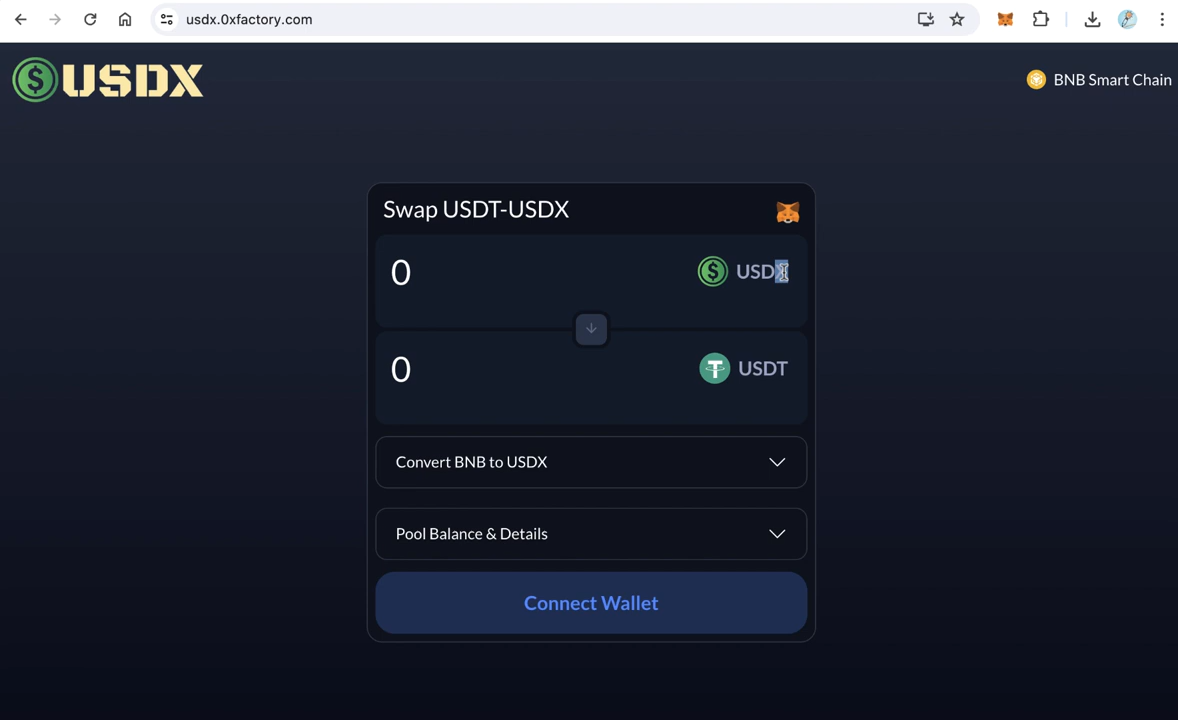 usdx.0xfactory.com
USDX
BNB Smart Chain
Swap USDT-USDX
0
USDX
0
USDT
Convert BNB to USDX
Pool Balance & Details
Connect Wallet